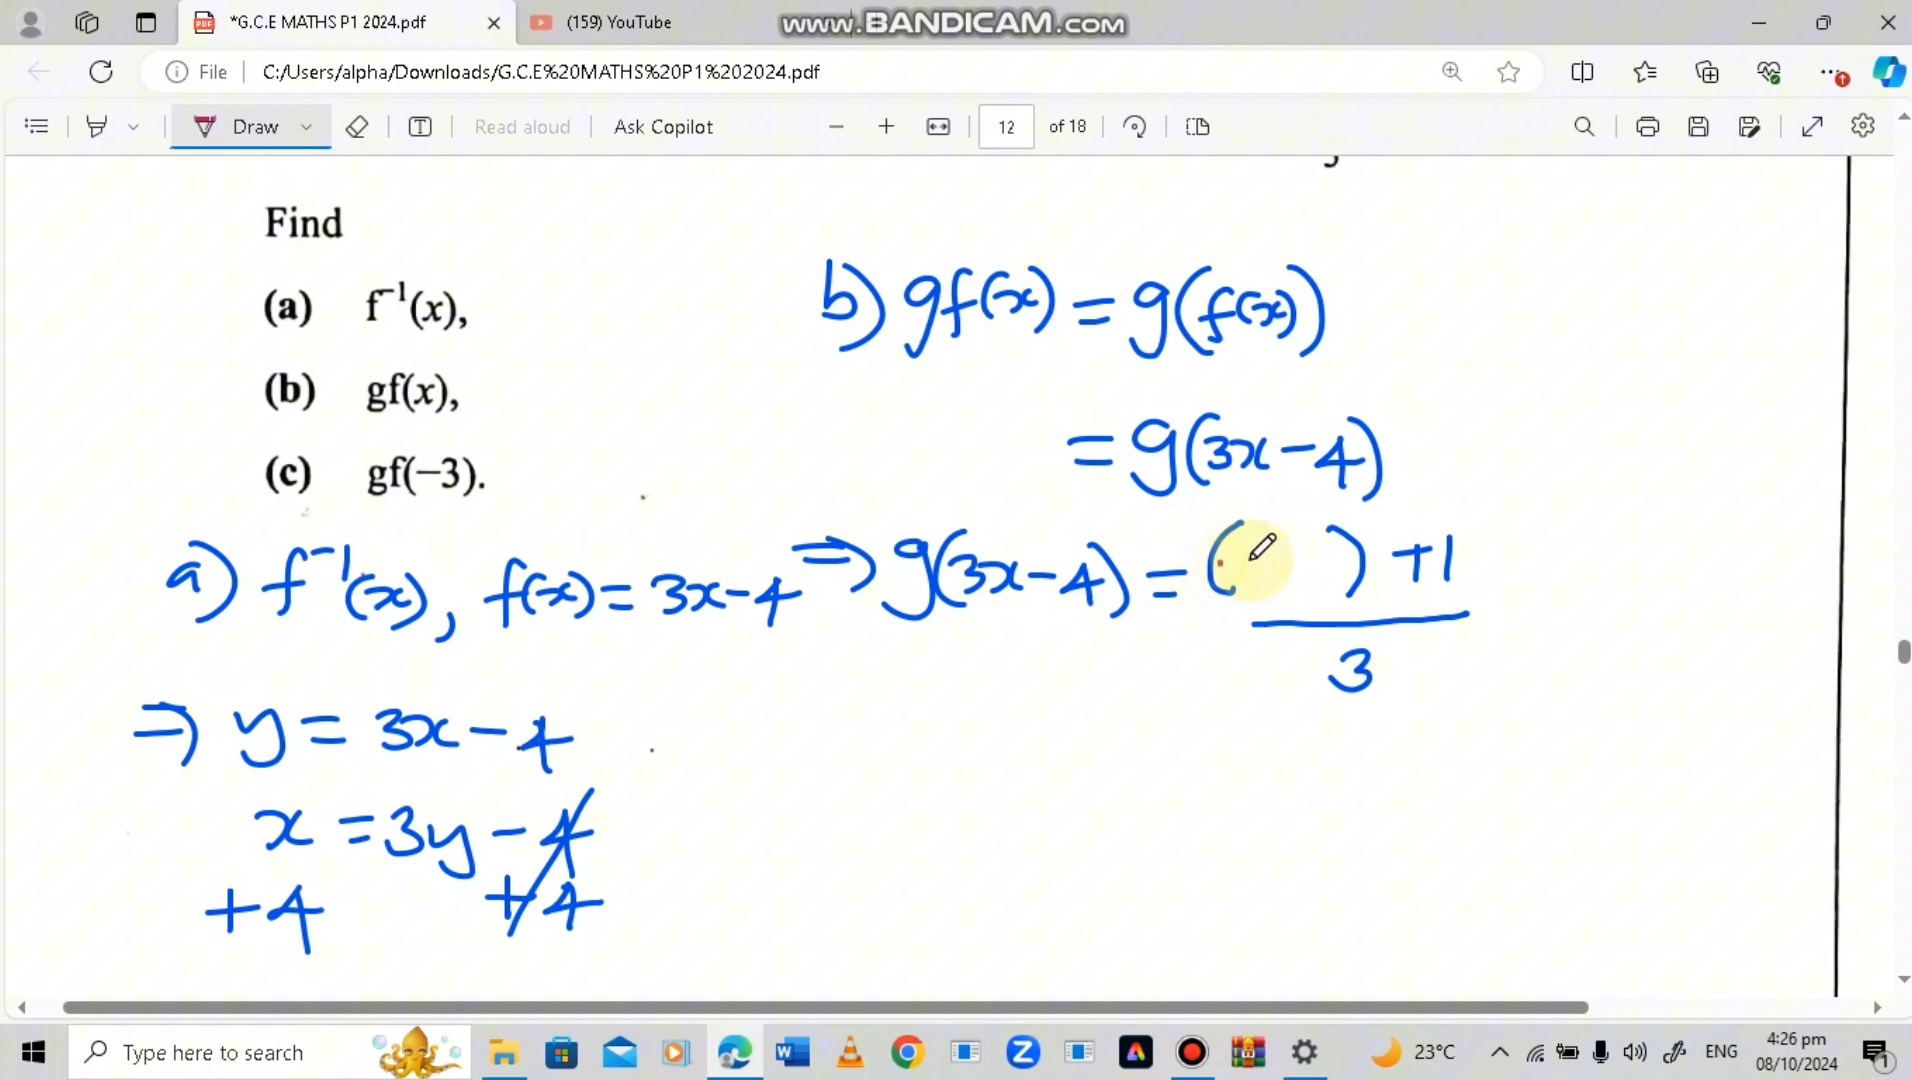 *G.C.E MATHS P1 2024.pdf
(159) YouTube
www.BANDICAM.com
File
C:/Users/alpha/Downloads/G.C.E%20MATHS%20P1%202024.pdf
Draw
Read aloud
Ask Copilot
12
of 18
Find
(a) f⁻¹(x),
(b) gf(x),
(c) gf(−3).
b) gf(x) = g(f(x))
= g(3x − 4)
⇒ g(3x − 4) = ( ) + 1
3
a) f⁻¹(x), f(x) = 3x − 4
⇒ y = 3x − 4
x = 3y − 4
+4 +4
Type here to search
23°C
ENG
4:26 pm
08/10/2024
1